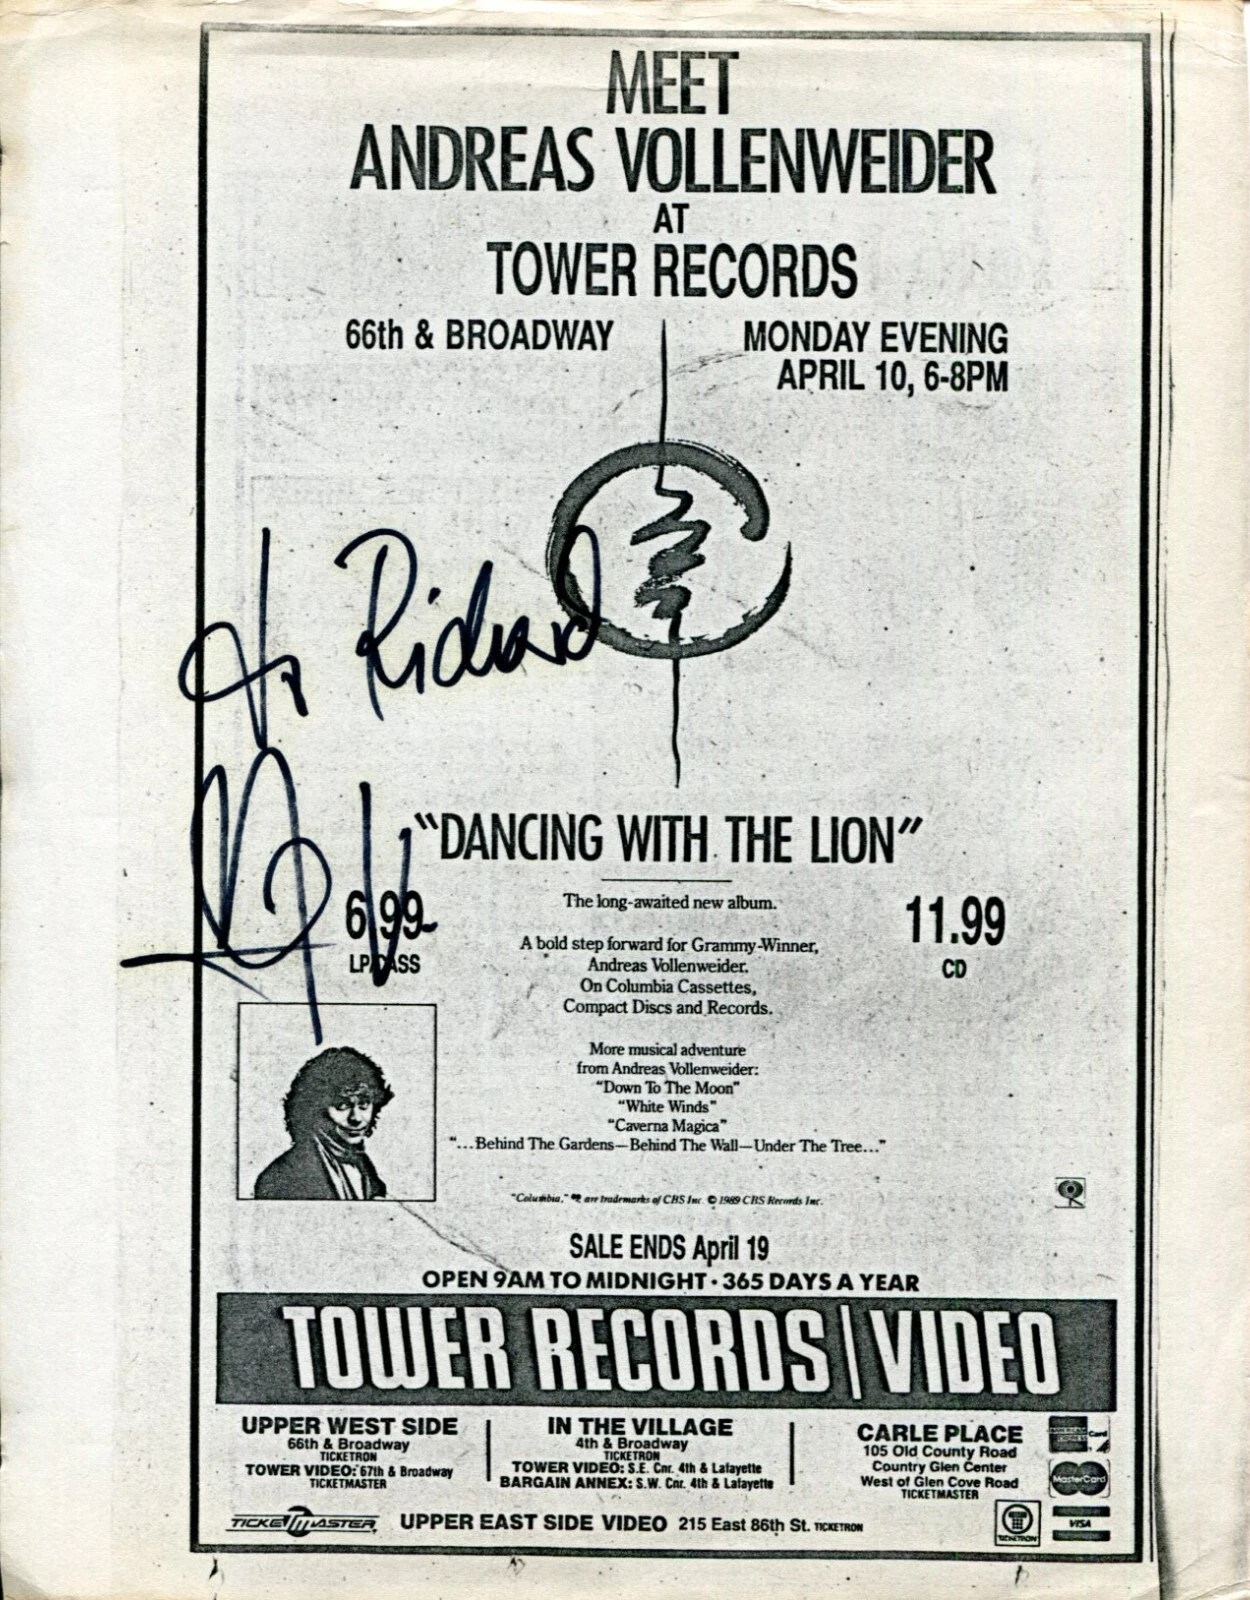 MEET
ANDREAS VOLLENWEIDER
AT
TOWER RECORDS
66th & BROADWAY
MONDAY EVENING
APRIL 10, 6-8PM
To Richard
"DANCING WITH THE LION"
6.99
LP/CASS
The long-awaited new album.
A bold step forward for Grammy-Winner,
Andreas Vollenweider.
On Columbia Cassettes,
Compact Discs and Records.
11.99
CD
More musical adventure
from Andreas Vollenweider:
"Down To The Moon"
"White Winds"
"Caverna Magica"
"...Behind The Gardens—Behind The Wall—Under The Tree..."
"Columbia," are trademarks of CBS Inc. © 1989 CBS Records Inc.
SALE ENDS April 19
OPEN 9AM TO MIDNIGHT · 365 DAYS A YEAR
TOWER RECORDS | VIDEO
UPPER WEST SIDE
66th & Broadway
TICKETRON
TOWER VIDEO: 67th & Broadway
TICKETMASTER
IN THE VILLAGE
4th & Broadway
TICKETRON
TOWER VIDEO: S.E. Cnr. 4th & Lafayette
BARGAIN ANNEX: S.W. Cnr. 4th & Lafayette
CARLE PLACE
105 Old County Road
Country Glen Center
West of Glen Cove Road
TICKETMASTER
Card
MasterCard
VISA
TICKETMASTER
UPPER EAST SIDE VIDEO 215 East 86th St. TICKETRON
TICKETRON